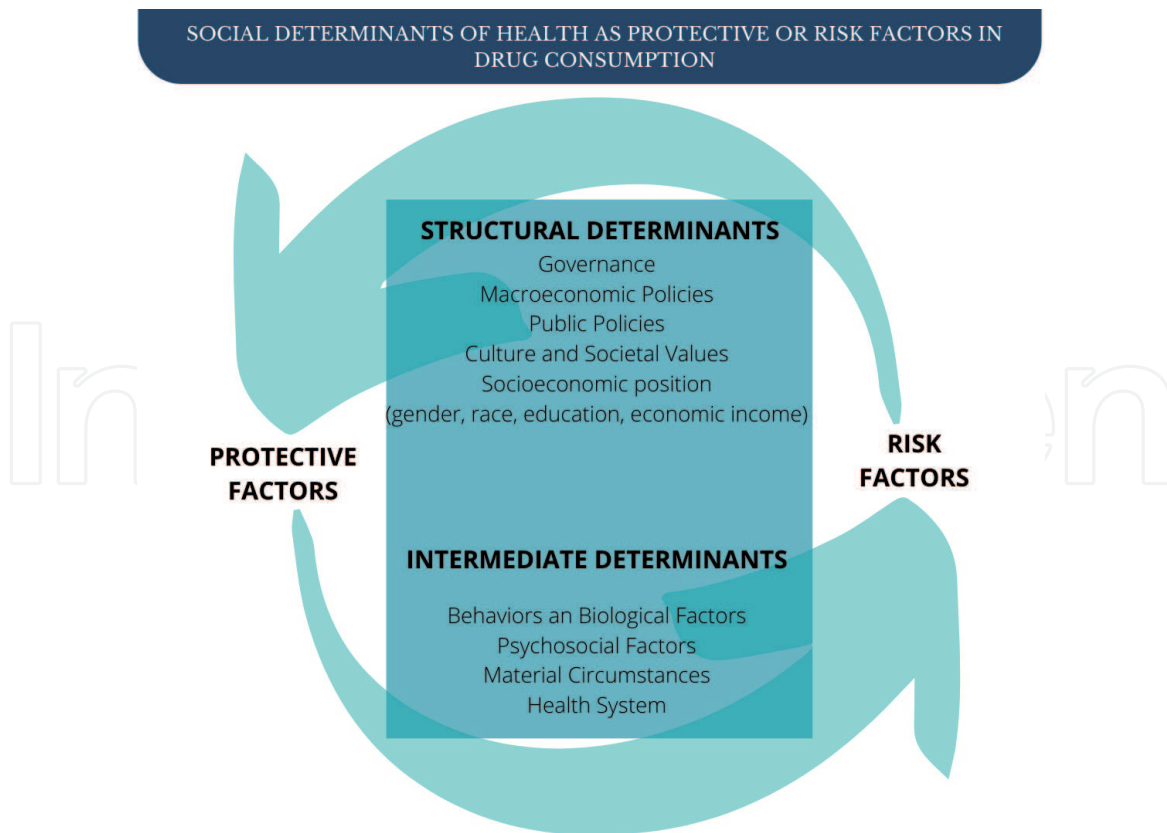 SOCIAL DETERMINANTS OF HEALTH AS PROTECTIVE OR RISK FACTORS IN
DRUG CONSUMPTION
STRUCTURAL DETERMINANTS
Governance
Macroeconomic Policies
Public Policies
Culture and Societal Values
Socioeconomic position
(gender, race, education, economic income)
PROTECTIVE
FACTORS
RISK
FACTORS
INTERMEDIATE DETERMINANTS
Behaviors an Biological Factors
Psychosocial Factors
Material Circumstances
Health System